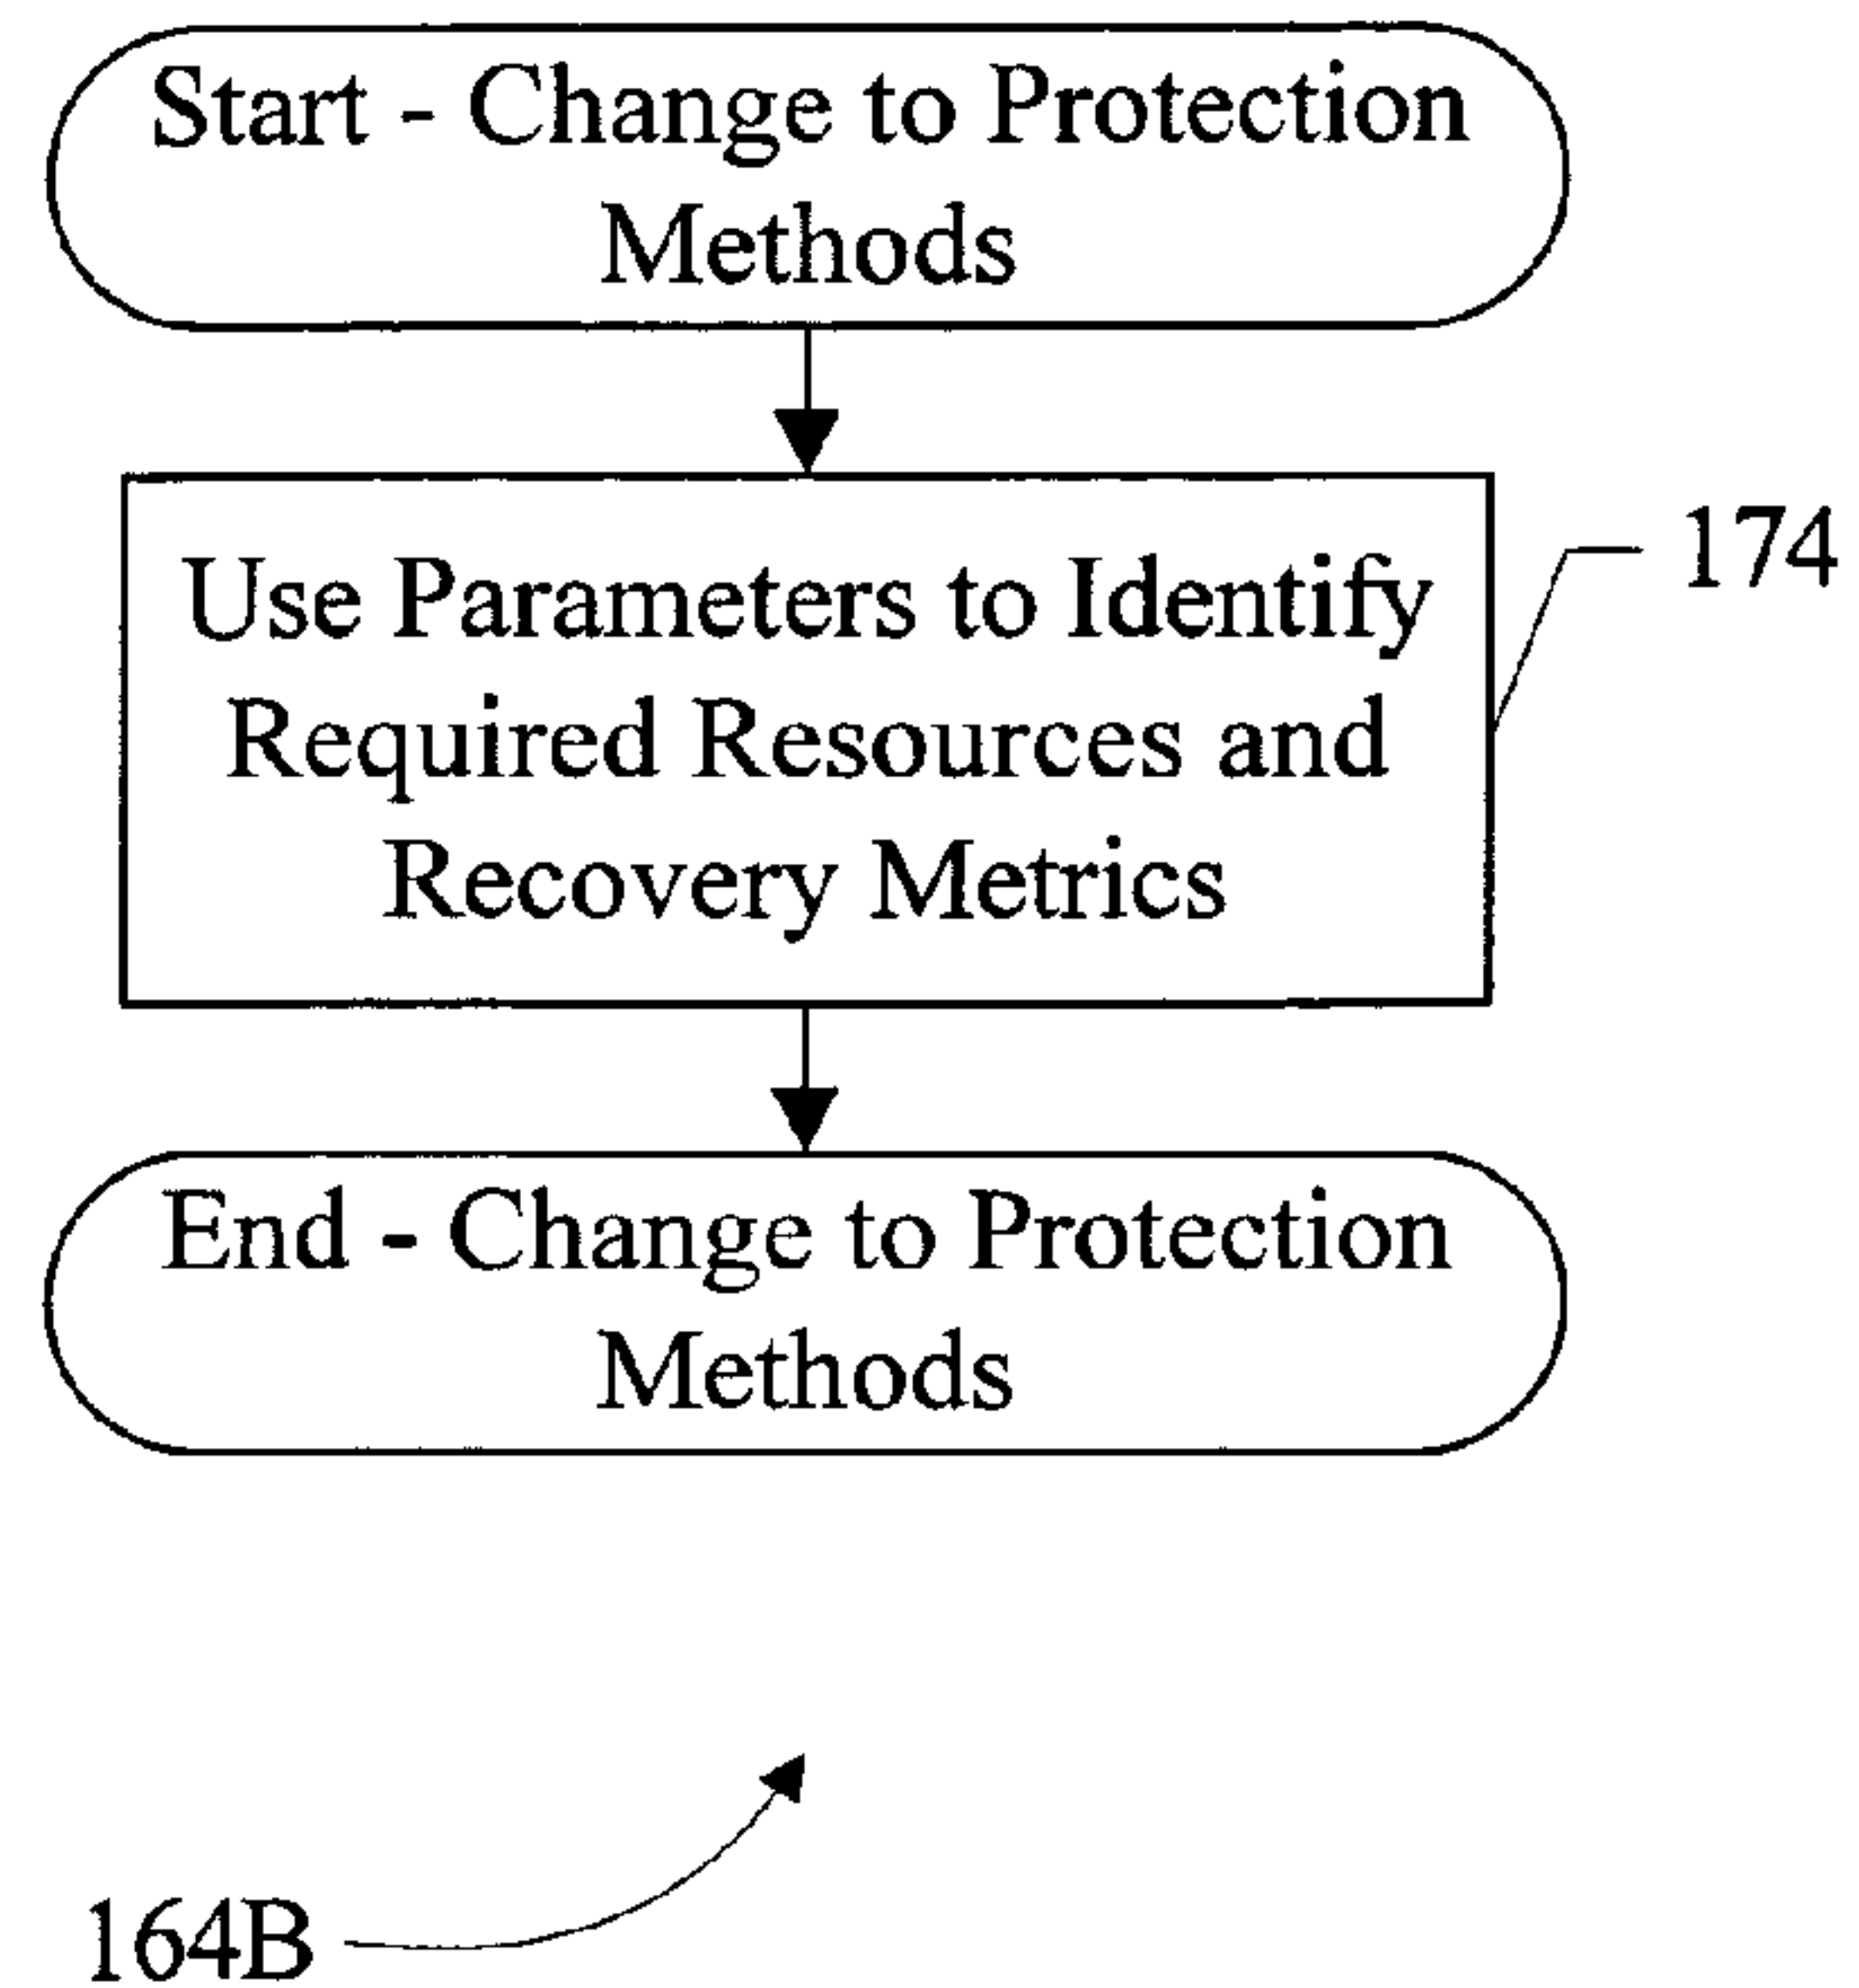 Start - Change to Protection
Methods
Use Parameters to Identify
Required Resources and
Recovery Metrics
174
End - Change to Protection
Methods
164B